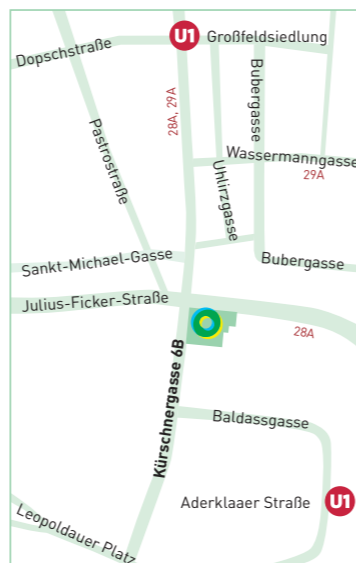 U1 Großfeldsiedlung
Dopschstraße
Bubergasse
28A, 29A
Pastrostraße
Wassermanngasse
29A
Uhlirzgasse
Sankt-Michael-Gasse
Bubergasse
Julius-Ficker-Straße
28A
Kürschnergasse 6B
Baldassgasse
Aderklaaer Straße U1
Leopoldauer Platz